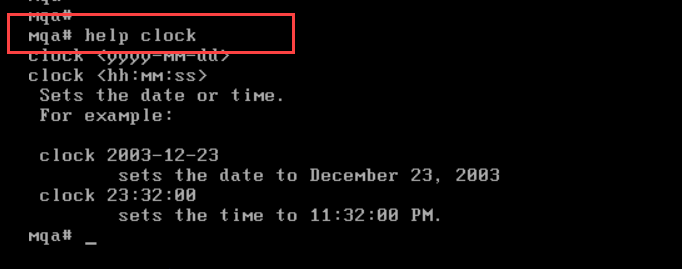 mqa#
mqa#
mqa# help clock
clock <yyyy-mm-dd>
clock <hh:mm:ss>
Sets the date or time.
For example:
clock 2003-12-23
sets the date to December 23, 2003
clock 23:32:00
sets the time to 11:32:00 PM.
mqa# _